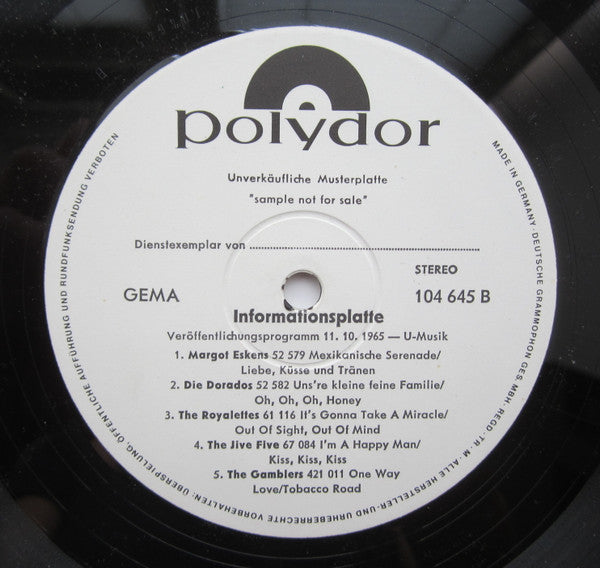 polydor
Unverkäufliche Musterplatte
"sample not for sale"
Dienstexemplar von
STEREO
GEMA 104 645 B
Informationsplatte
Veröffentlichungsprogramm 11. 10. 1965 — U-Musik
1. Margot Eskens 52 579 Mexikanische Serenade/
Liebe, Küsse und Tränen
2. Die Dorados 52 582 Uns're kleine feine Familie/
Oh, Oh, Oh, Honey
3. The Royalettes 61 116 It's Gonna Take A Miracle/
Out Of Sight, Out Of Mind
4. The Jive Five 67 084 I'm A Happy Man/
Kiss, Kiss, Kiss
5. The Gamblers 421 011 One Way
Love/Tobacco Road
MADE IN GERMANY · DEUTSCHE GRAMMOPHON GES MBH · REGD · TR · M · ALLE HERSTELLER- UND URHEBERRECHTE VORBEHALTEN: ÜBERSPIELUNG, ÖFFENTLICHE AUFFÜHRUNG UND RUNDFUNKSENDUNG VERBOTEN